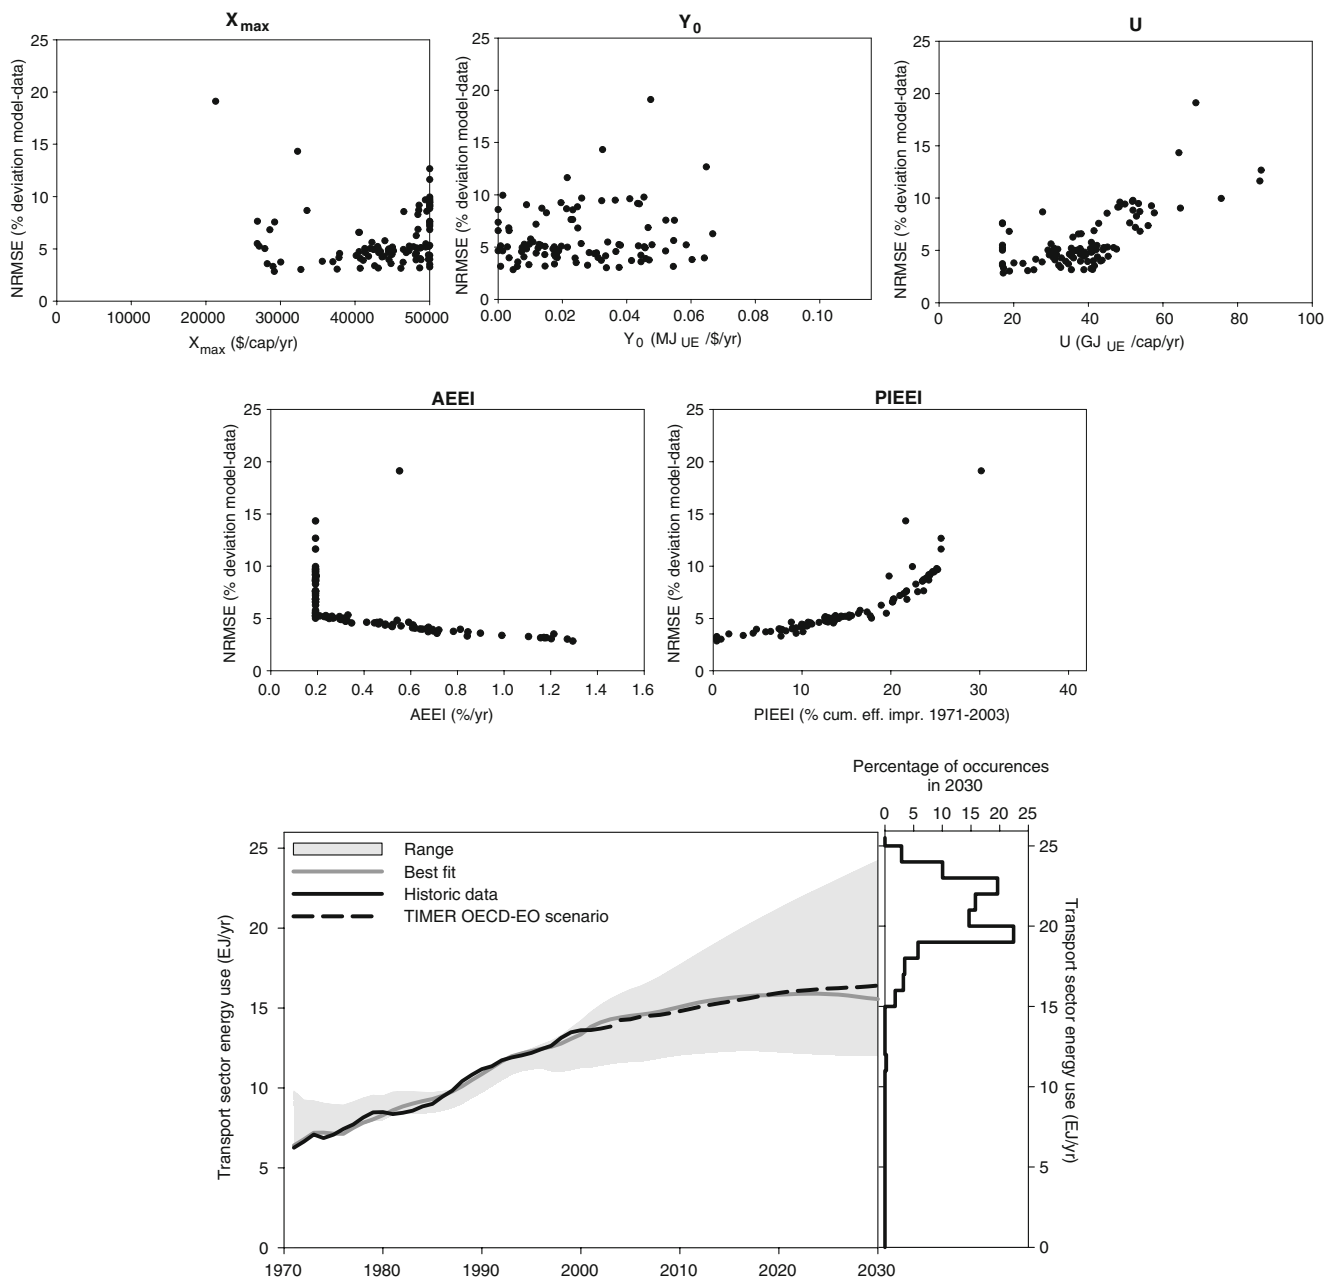 X max
NRMSE (% deviation model-data)
25
20
15
10
5
0
0 10000 20000 30000 40000 50000
X max ($/cap/yr)
Y 0
NRMSE (% deviation model-data)
25
20
15
10
5
0
0.00 0.02 0.04 0.06 0.08 0.10
Y 0 (MJ UE /$/yr)
U
NRMSE (% deviation model-data)
25
20
15
10
5
0
0 20 40 60 80 100
U (GJ UE /cap/yr)
AEEI
NRMSE (% deviation model-data)
25
20
15
10
5
0
0.0 0.2 0.4 0.6 0.8 1.0 1.2 1.4 1.6
AEEI (%/yr)
PIEEI
NRMSE (% deviation model-data)
25
20
15
10
5
0
0 10 20 30 40
PIEEI (% cum. eff. impr. 1971-2003)
Transport sector energy use (EJ/yr)
25
20
15
10
5
0
Range
Best fit
Historic data
TIMER OECD-EO scenario
1970 1980 1990 2000 2010 2020 2030
Percentage of occurences
in 2030
0 5 10 15 20 25
25
20
15
10
5
0
Transport sector energy use (EJ/yr)